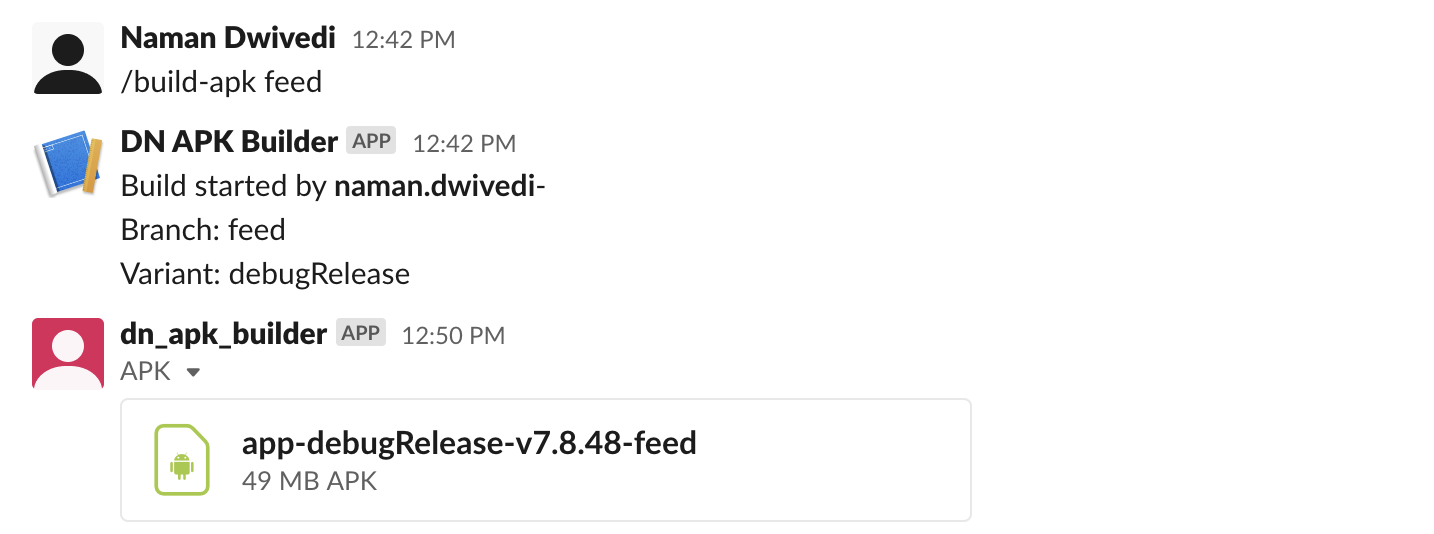 Naman Dwivedi 12:42 PM
/build-apk feed
DN APK Builder APP 12:42 PM
Build started by naman.dwivedi-
Branch: feed
Variant: debugRelease
dn_apk_builder APP 12:50 PM
APK
app-debugRelease-v7.8.48-feed
49 MB APK